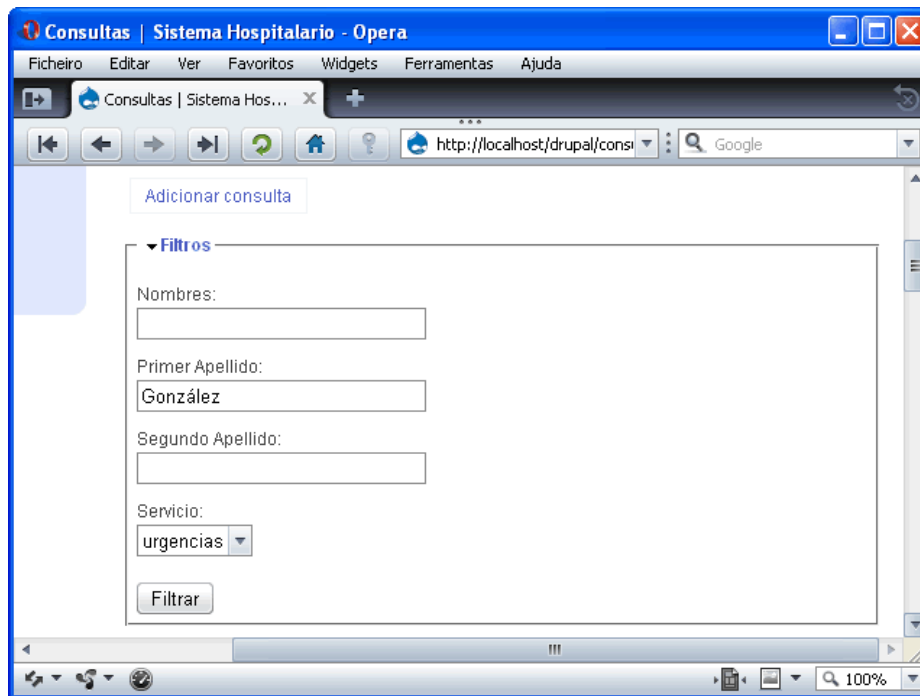 Consultas | Sistema Hospitalario - Opera
Ficheiro Editar Ver Favoritos Widgets Ferramentas Ajuda
Consultas | Sistema Hos...
http://localhost/drupal/consu Google
Adicionar consulta
Filtros
Nombres:
Primer Apellido:
González
Segundo Apellido:
Servicio:
urgencias
Filtrar
100%